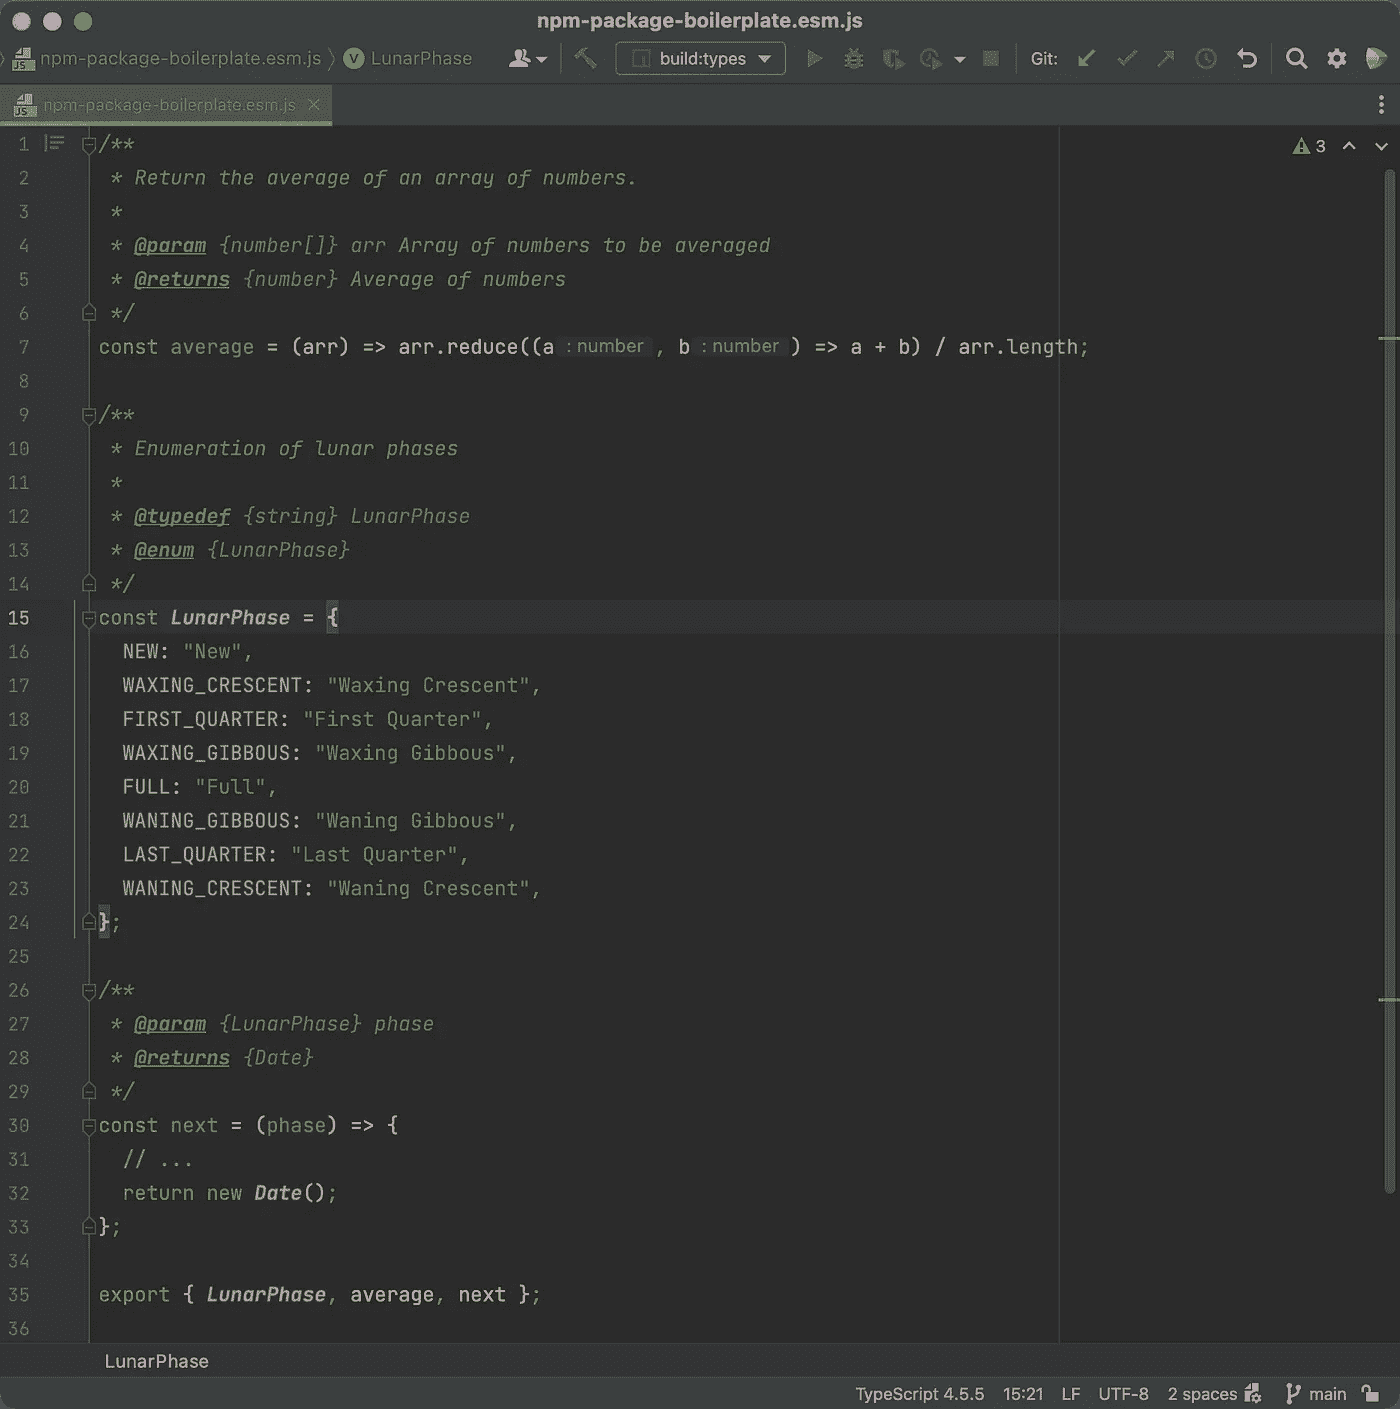 npm-package-boilerplate.esm.js
npm-package-boilerplate.esm.js V LunarPhase build:types Git:
npm-package-boilerplate.esm.js
3
1 /**
2  * Return the average of an array of numbers.
3  *
4  * @param {number[]} arr Array of numbers to be averaged
5  * @returns {number} Average of numbers
6  */
7 const average = (arr) => arr.reduce((a : number , b : number ) => a + b) / arr.length;
8
9 /**
10  * Enumeration of lunar phases
11  *
12  * @typedef {string} LunarPhase
13  * @enum {LunarPhase}
14  */
15 const LunarPhase = {
16   NEW: "New",
17   WAXING_CRESCENT: "Waxing Crescent",
18   FIRST_QUARTER: "First Quarter",
19   WAXING_GIBBOUS: "Waxing Gibbous",
20   FULL: "Full",
21   WANING_GIBBOUS: "Waning Gibbous",
22   LAST_QUARTER: "Last Quarter",
23   WANING_CRESCENT: "Waning Crescent",
24 };
25
26 /**
27  * @param {LunarPhase} phase
28  * @returns {Date}
29  */
30 const next = (phase) => {
31   // ...
32   return new Date();
33 };
34
35 export { LunarPhase, average, next };
36
LunarPhase
TypeScript 4.5.5 15:21 LF UTF-8 2 spaces main